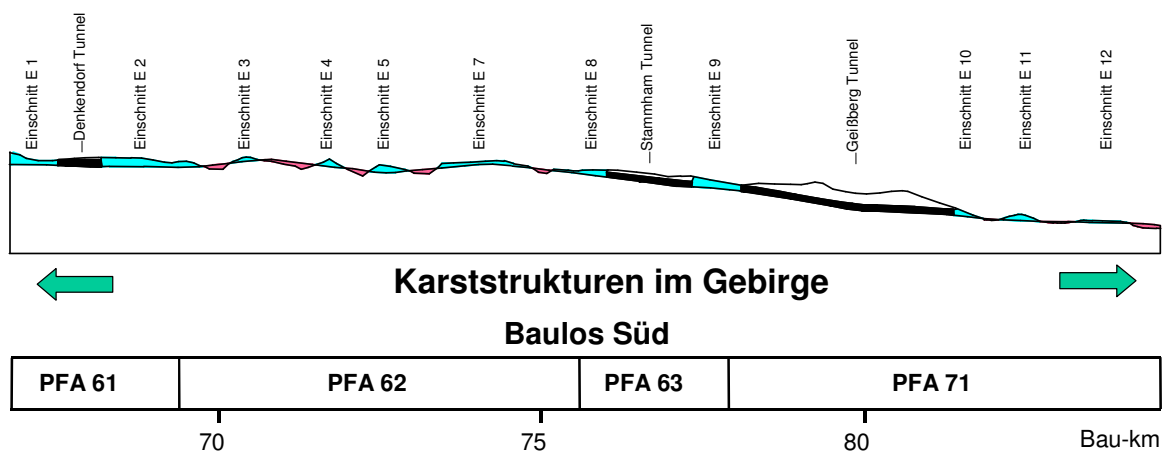 Einschnitt E 1
Denkendorf Tunnel
Einschnitt E 2
Einschnitt E 3
Einschnitt E 4
Einschnitt E 5
Einschnitt E 7
Einschnitt E 8
Stammham Tunnel
Einschnitt E 9
Geißberg Tunnel
Einschnitt E 10
Einschnitt E 11
Einschnitt E 12
Karststrukturen im Gebirge
Baulos Süd
PFA 61 PFA 62 PFA 63 PFA 71
70 75 80 Bau-km